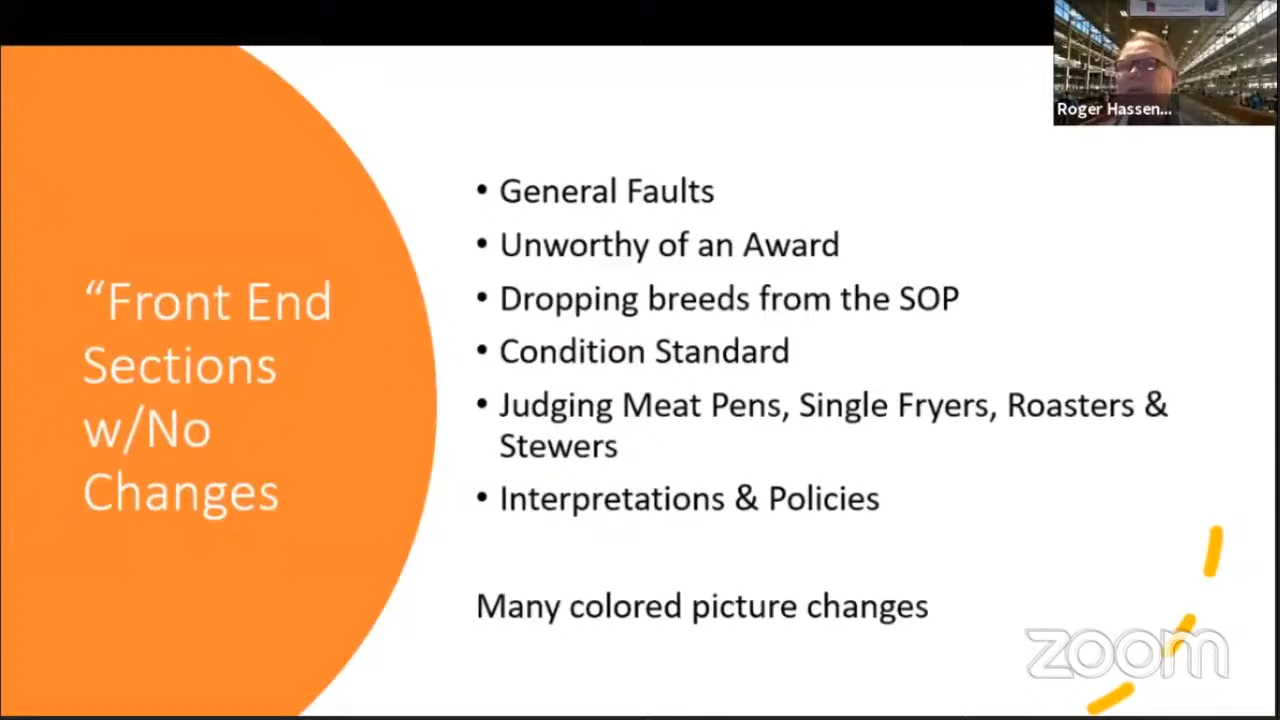 Roger Hassen...
“Front End
Sections
w/No
Changes
• General Faults
• Unworthy of an Award
• Dropping breeds from the SOP
• Condition Standard
• Judging Meat Pens, Single Fryers, Roasters &
Stewers
• Interpretations & Policies
Many colored picture changes
zoom